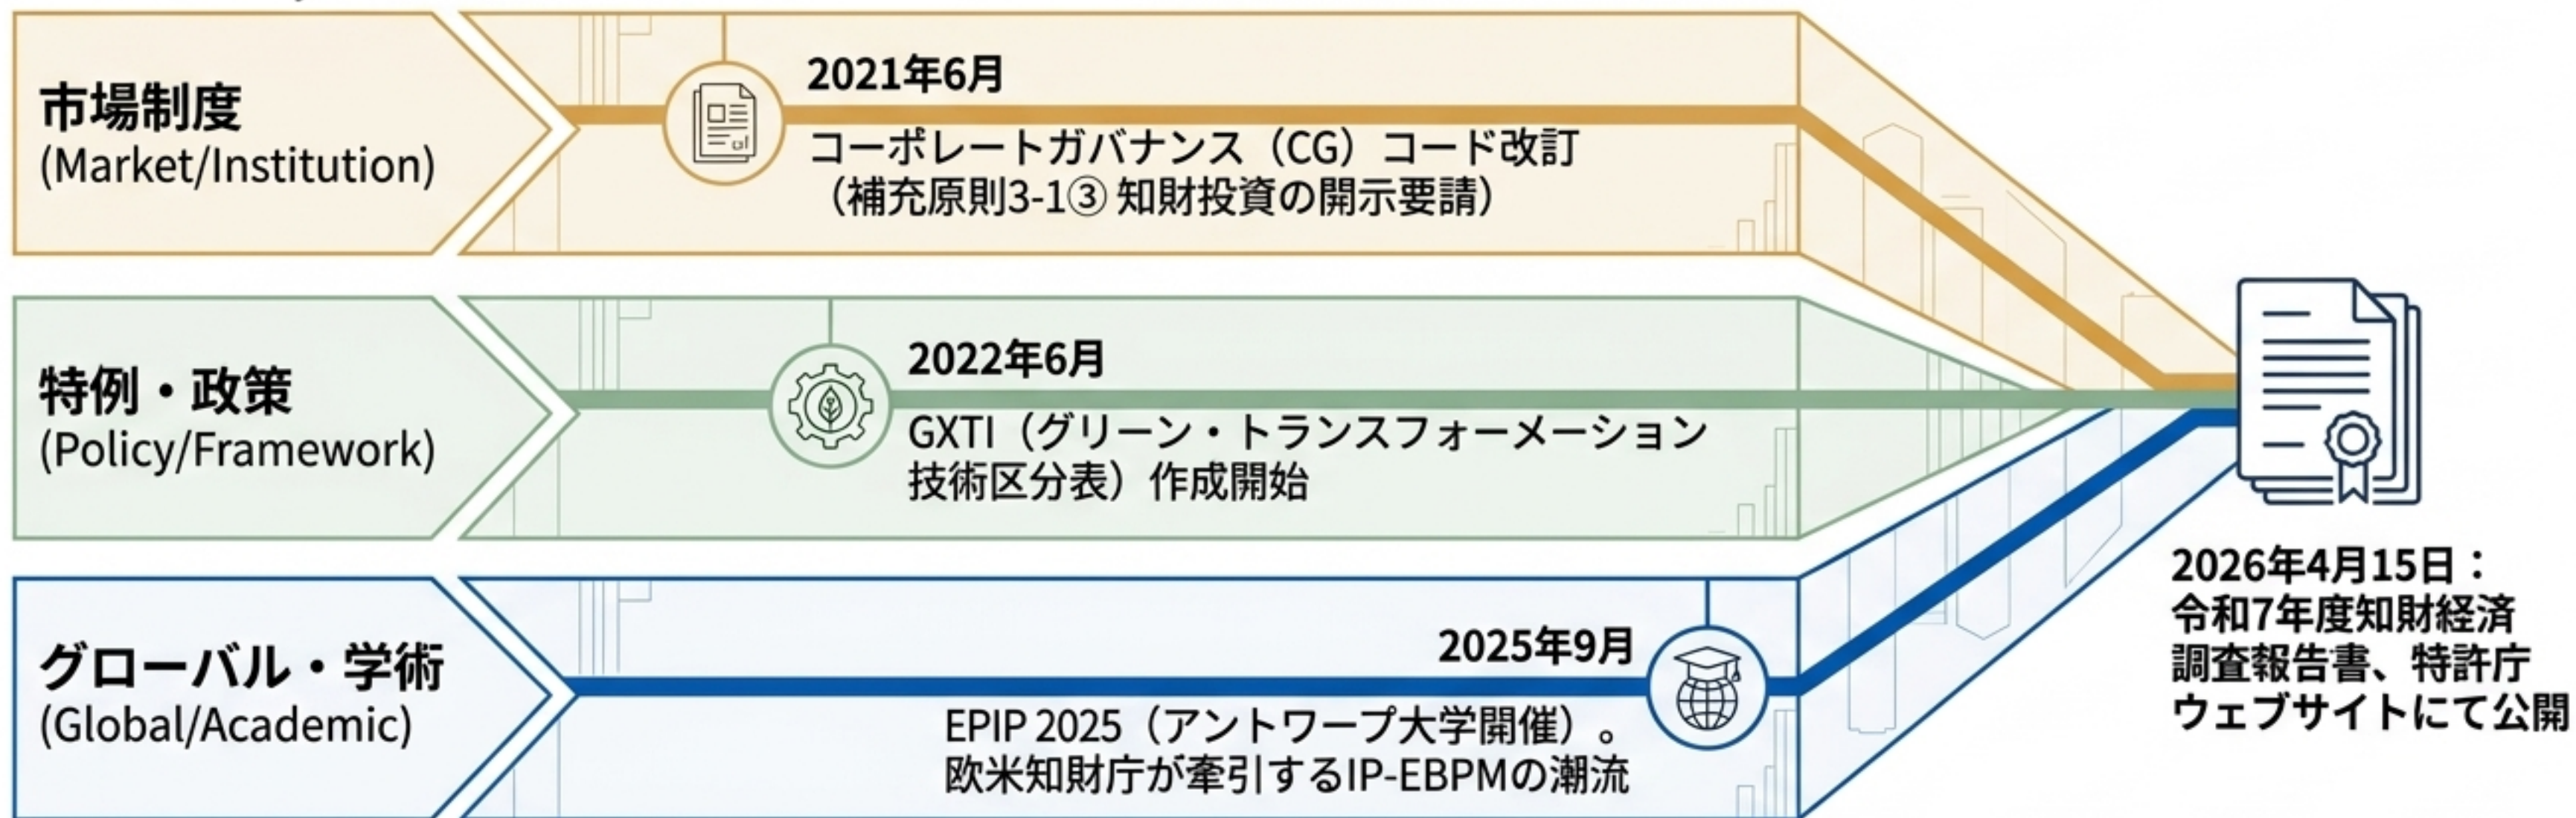 市場制度
(Market/Institution)
2021年6月
コーポレートガバナンス（CG）コード改訂
（補充原則3-1③ 知財投資の開示要請）
特例・政策
(Policy/Framework)
2022年6月
GXTI（グリーン・トランスフォーメーション
技術区分表）作成開始
グローバル・学術
(Global/Academic)
2025年9月
EPIP 2025（アントワープ大学開催）。
欧米知財庁が牽引するIP-EBPMの潮流
2026年4月15日：
令和7年度知財経済
調査報告書、特許庁
ウェブサイトにて公開